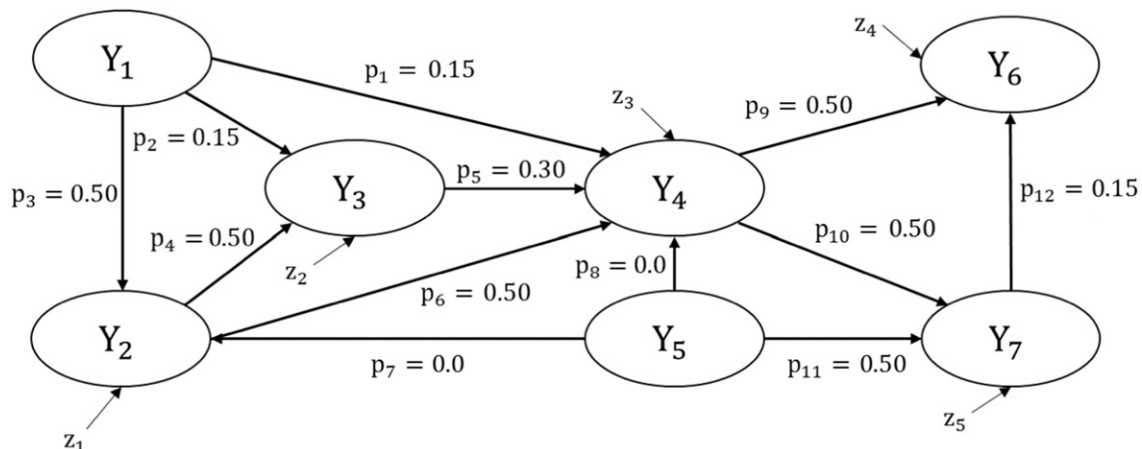 Y₁
p₁ = 0.15
z₄
Y₆
z₃
p₉ = 0.50
p₂ = 0.15
p₃ = 0.50
Y₃
p₅ = 0.30
Y₄
p₁₂ = 0.15
p₄ = 0.50
z₂
p₆ = 0.50
p₈ = 0.0
p₁₀ = 0.50
Y₂
Y₅
Y₇
p₇ = 0.0
p₁₁ = 0.50
z₁
z₅